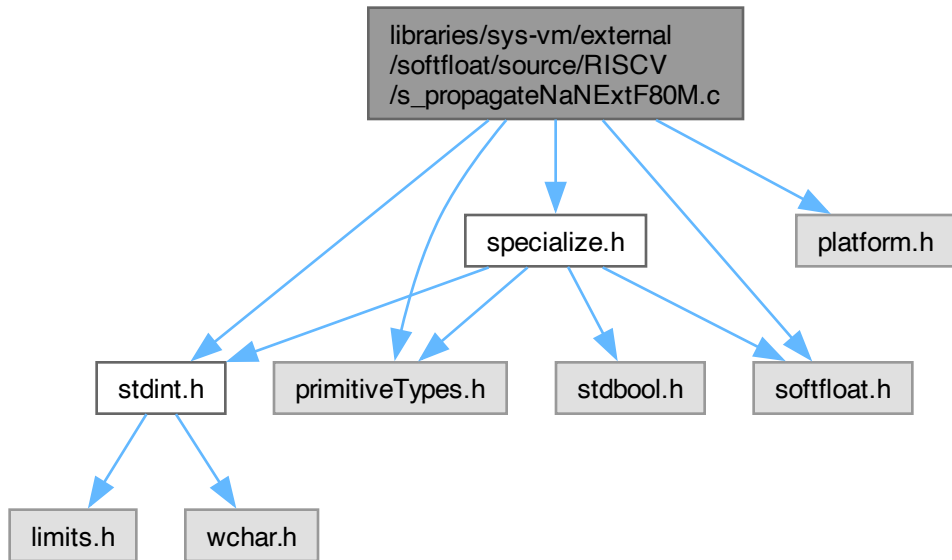 libraries/sys-vm/external
/softfloat/source/RISCV
/s_propagateNaNExtF80M.c
specialize.h
platform.h
stdint.h
primitiveTypes.h
stdbool.h
softfloat.h
limits.h
wchar.h